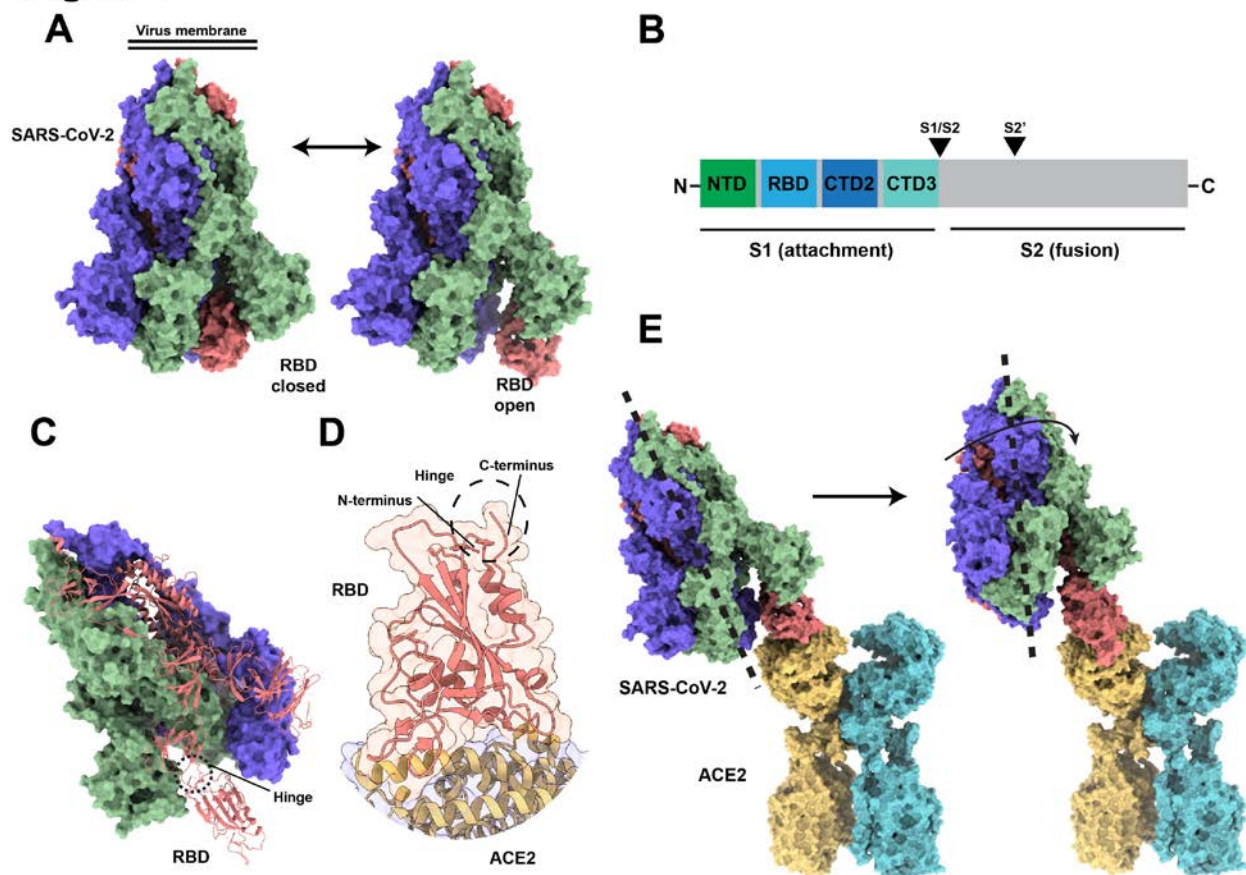 A
Virus membrane
SARS-CoV-2
RBD
closed
RBD
open
B
S1/S2
S2'
N
NTD
RBD
CTD2
CTD3
C
S1 (attachment)
S2 (fusion)
C
Hinge
RBD
D
Hinge
C-terminus
N-terminus
RBD
ACE2
E
SARS-CoV-2
ACE2